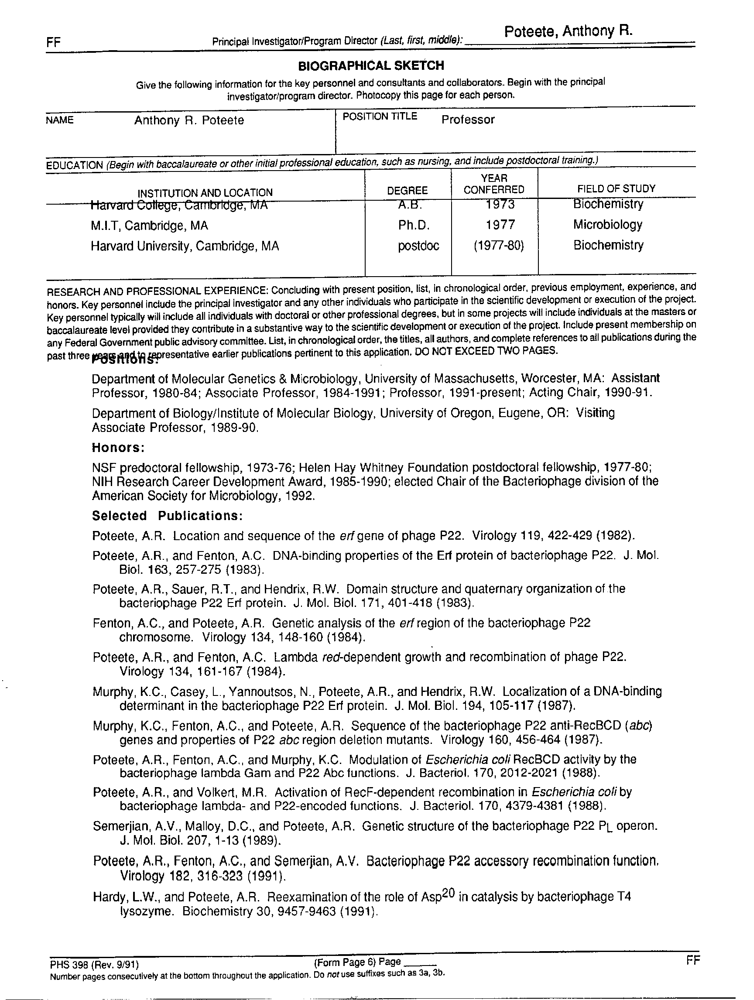 FF
Principal Investigator/Program Director (Last, first, middle): Poteete, Anthony R.
BIOGRAPHICAL SKETCH
Give the following information for the key personnel and consultants and collaborators. Begin with the principal
investigator/program director. Photocopy this page for each person.
NAME
Anthony R. Poteete
POSITION TITLE
Professor
EDUCATION (Begin with baccalaureate or other initial professional education, such as nursing, and include postdoctoral training.)
INSTITUTION AND LOCATION DEGREE YEAR CONFERRED FIELD OF STUDY
Harvard College, Cambridge, MA A.B. 1973 Biochemistry
M.I.T, Cambridge, MA Ph.D. 1977 Microbiology
Harvard University, Cambridge, MA postdoc (1977-80) Biochemistry
RESEARCH AND PROFESSIONAL EXPERIENCE: Concluding with present position, list, in chronological order, previous employment, experience, and
honors. Key personnel include the principal investigator and any other individuals who participate in the scientific development or execution of the project.
Key personnel typically will include all individuals with doctoral or other professional degrees, but in some projects will include individuals at the masters or
baccalaureate level provided they contribute in a substantive way to the scientific development or execution of the project. Include present membership on
any Federal Government public advisory committee. List, in chronological order, the titles, all authors, and complete references to all publications during the
past three years and to representative earlier publications pertinent to this application. DO NOT EXCEED TWO PAGES.
Positions:
Department of Molecular Genetics & Microbiology, University of Massachusetts, Worcester, MA: Assistant
Professor, 1980-84; Associate Professor, 1984-1991; Professor, 1991-present; Acting Chair, 1990-91.
Department of Biology/Institute of Molecular Biology, University of Oregon, Eugene, OR: Visiting
Associate Professor, 1989-90.
Honors:
NSF predoctoral fellowship, 1973-76; Helen Hay Whitney Foundation postdoctoral fellowship, 1977-80;
NIH Research Career Development Award, 1985-1990; elected Chair of the Bacteriophage division of the
American Society for Microbiology, 1992.
Selected Publications:
Poteete, A.R. Location and sequence of the erf gene of phage P22. Virology 119, 422-429 (1982).
Poteete, A.R., and Fenton, A.C. DNA-binding properties of the Erf protein of bacteriophage P22. J. Mol.
Biol. 163, 257-275 (1983).
Poteete, A.R., Sauer, R.T., and Hendrix, R.W. Domain structure and quaternary organization of the
bacteriophage P22 Erf protein. J. Mol. Biol. 171, 401-418 (1983).
Fenton, A.C., and Poteete, A.R. Genetic analysis of the erf region of the bacteriophage P22
chromosome. Virology 134, 148-160 (1984).
Poteete, A.R., and Fenton, A.C. Lambda red-dependent growth and recombination of phage P22.
Virology 134, 161-167 (1984).
Murphy, K.C., Casey, L., Yannoutsos, N., Poteete, A.R., and Hendrix, R.W. Localization of a DNA-binding
determinant in the bacteriophage P22 Erf protein. J. Mol. Biol. 194, 105-117 (1987).
Murphy, K.C., Fenton, A.C., and Poteete, A.R. Sequence of the bacteriophage P22 anti-RecBCD (abc)
genes and properties of P22 abc region deletion mutants. Virology 160, 456-464 (1987).
Poteete, A.R., Fenton, A.C., and Murphy, K.C. Modulation of Escherichia coli RecBCD activity by the
bacteriophage lambda Gam and P22 Abc functions. J. Bacteriol. 170, 2012-2021 (1988).
Poteete, A.R., and Volkert, M.R. Activation of RecF-dependent recombination in Escherichia coli by
bacteriophage lambda- and P22-encoded functions. J. Bacteriol. 170, 4379-4381 (1988).
Semerjian, A.V., Malloy, D.C., and Poteete, A.R. Genetic structure of the bacteriophage P22 PL operon.
J. Mol. Biol. 207, 1-13 (1989).
Poteete, A.R., Fenton, A.C., and Semerjian, A.V. Bacteriophage P22 accessory recombination function.
Virology 182, 316-323 (1991).
Hardy, L.W., and Poteete, A.R. Reexamination of the role of Asp20 in catalysis by bacteriophage T4
lysozyme. Biochemistry 30, 9457-9463 (1991).
PHS 398 (Rev. 9/91) (Form Page 6) Page FF
Number pages consecutively at the bottom throughout the application. Do not use suffixes such as 3a, 3b.